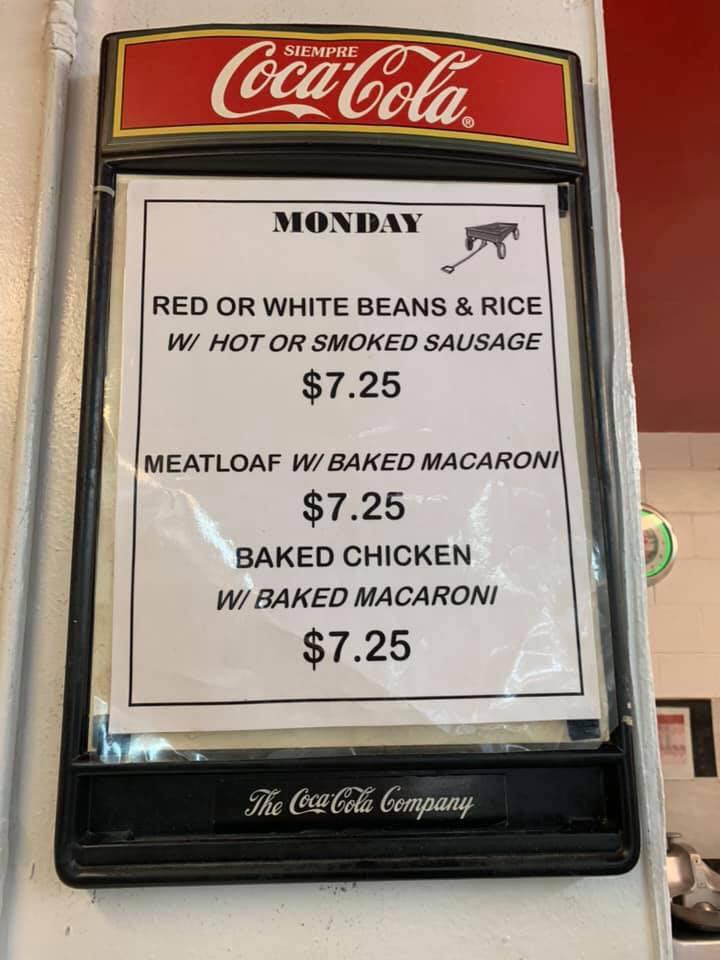 SIEMPRE
Coca-Cola®
MONDAY
RED OR WHITE BEANS & RICE
W/ HOT OR SMOKED SAUSAGE
$7.25
MEATLOAF W/ BAKED MACARONI
$7.25
BAKED CHICKEN
W/ BAKED MACARONI
$7.25
The Coca-Cola Company